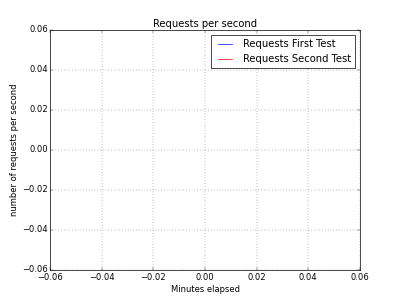 Requests per second
Requests First Test
Requests Second Test
number of requests per second
0.06
0.04
0.02
0.00
−0.02
−0.04
−0.06
−0.06 −0.04 −0.02 0.00 0.02 0.04 0.06
Minutes elapsed